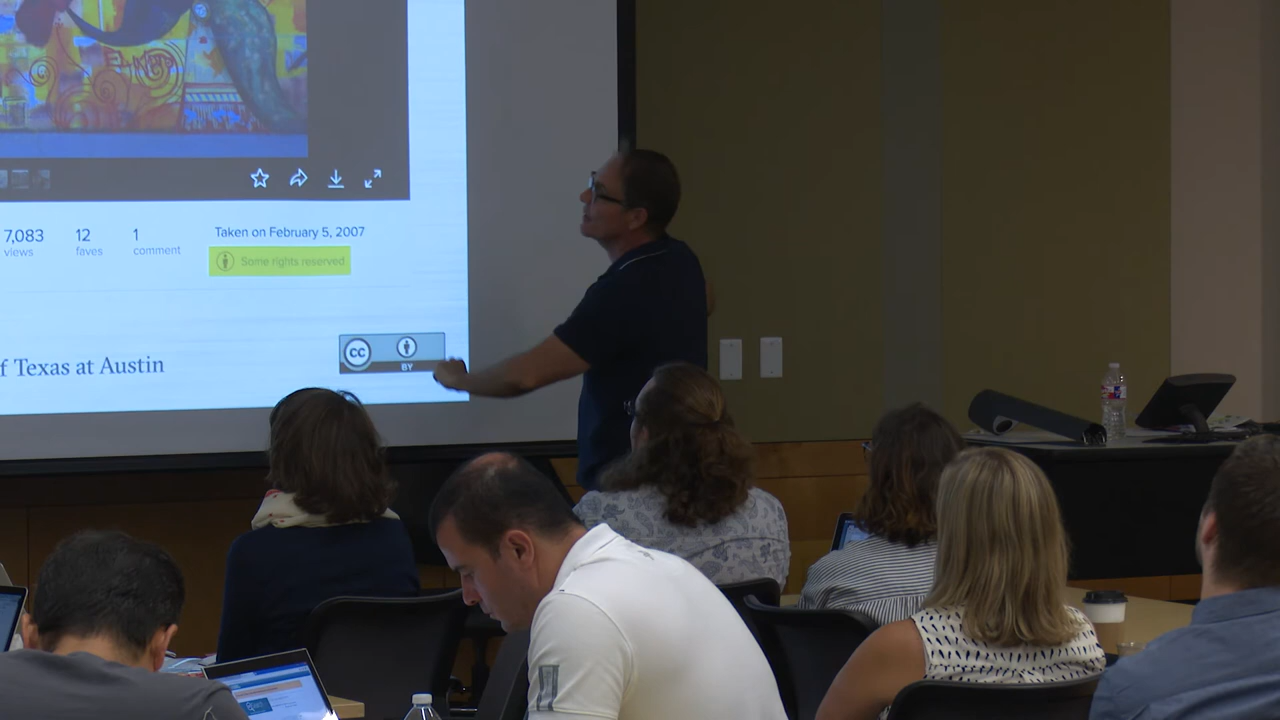 7,083
views
12
faves
1
comment
Taken on February 5, 2007
Some rights reserved
f Texas at Austin
cc
BY